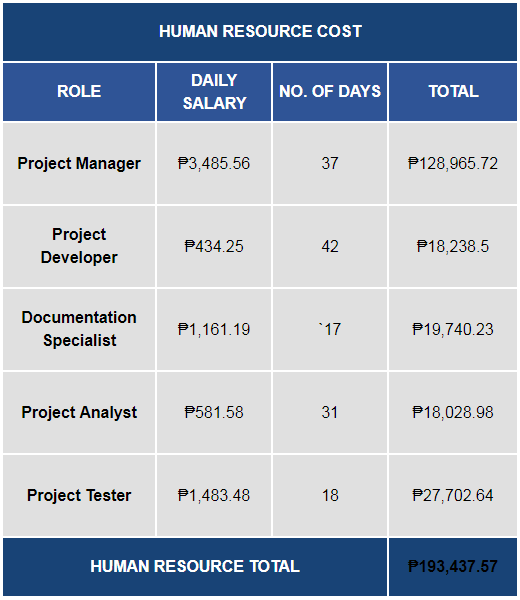 HUMAN RESOURCE COST
ROLE DAILY SALARY NO. OF DAYS TOTAL
Project Manager ₱3,485.56 37 ₱128,965.72
Project Developer ₱434.25 42 ₱18,238.5
Documentation Specialist ₱1,161.19 `17 ₱19,740.23
Project Analyst ₱581.58 31 ₱18,028.98
Project Tester ₱1,483.48 18 ₱27,702.64
HUMAN RESOURCE TOTAL ₱193,437.57